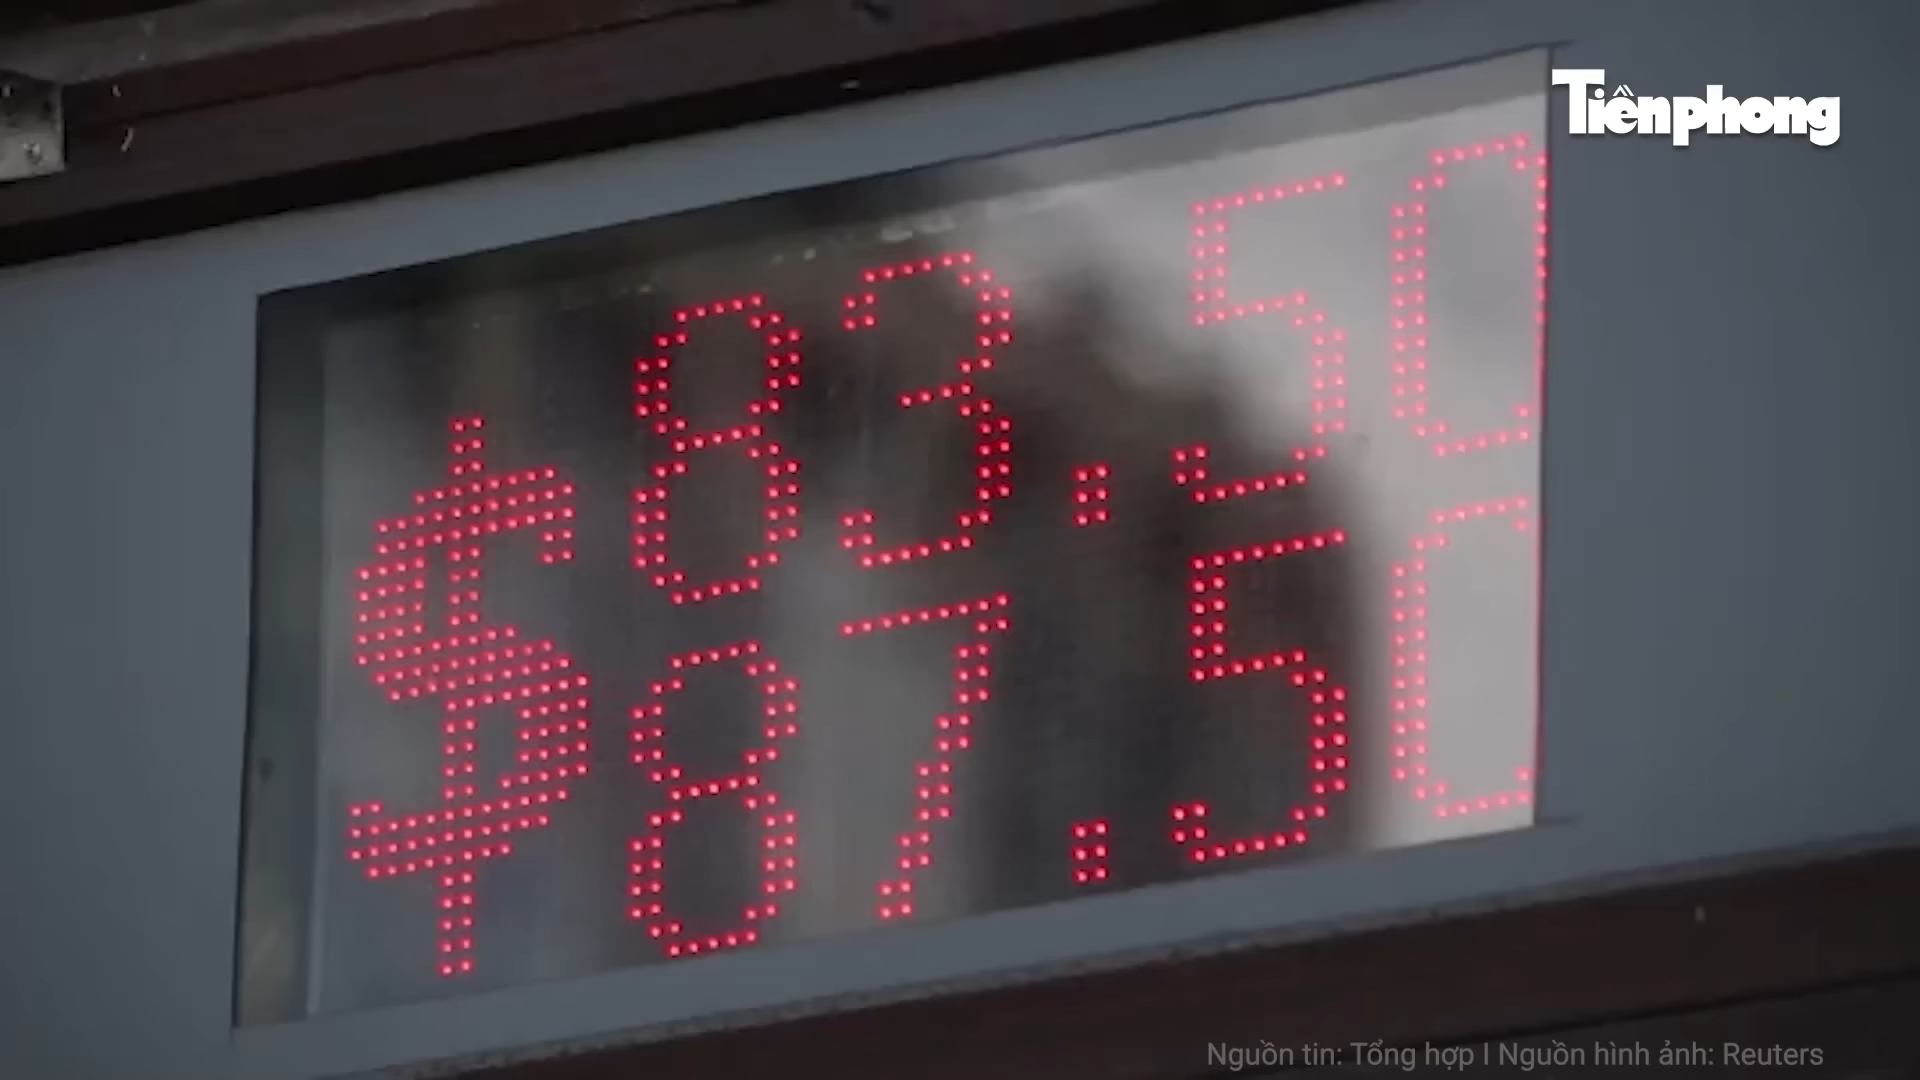 Tiềnphong
$ 83.50
87.50
Nguồn tin: Tổng hợp I Nguồn hình ảnh: Reuters